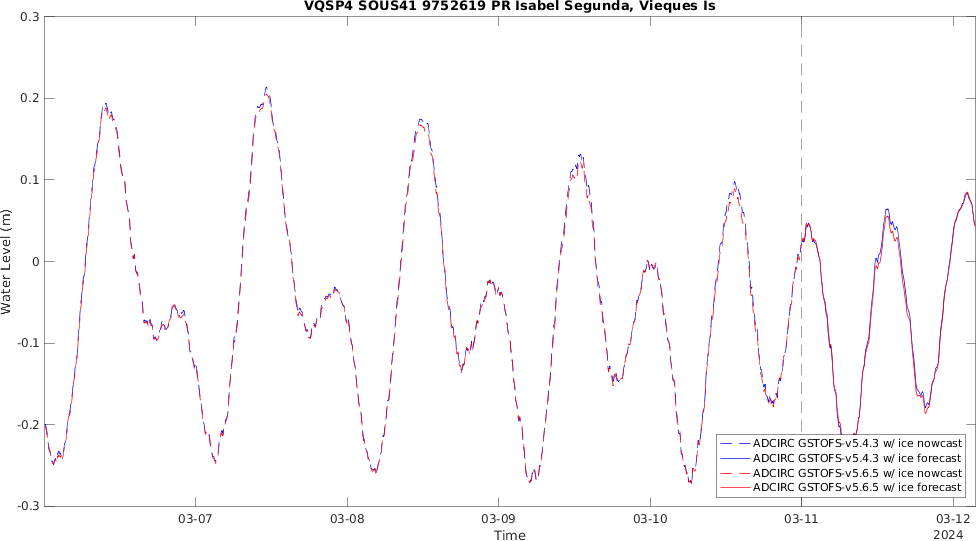 VQSP4 SOUS41 9752619 PR Isabel Segunda, Vieques Is
0.3
0.2
0.1
0
-0.1
-0.2
-0.3
Water Level (m)
03-07 03-08 03-09 03-10 03-11 03-12
Time
2024
ADCIRC GSTOFS-v5.4.3 w/ ice nowcast
ADCIRC GSTOFS-v5.4.3 w/ ice forecast
ADCIRC GSTOFS-v5.6.5 w/ ice nowcast
ADCIRC GSTOFS-v5.6.5 w/ ice forecast